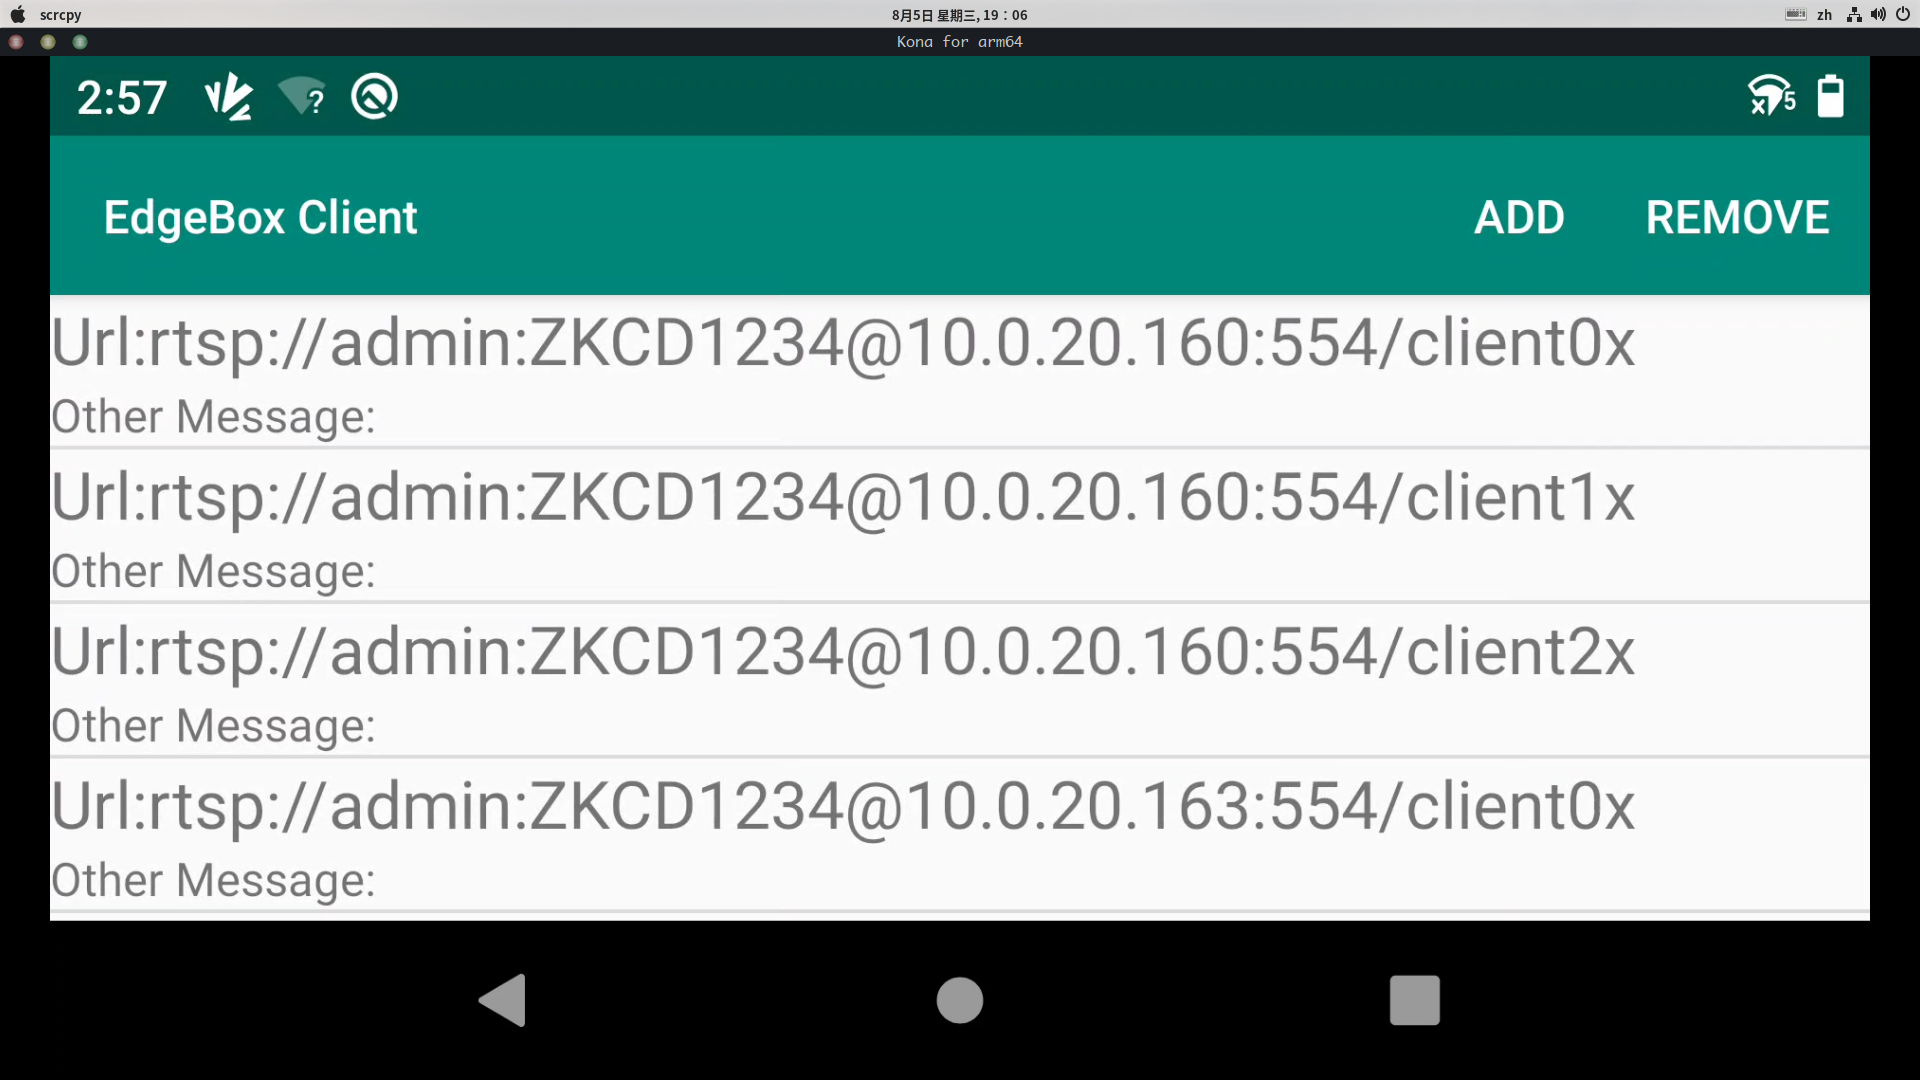 scrcpy
8月5日 星期三, 19：06
zh
Kona for arm64
2:57
?
x
5
EdgeBox Client
ADD
REMOVE
Url:rtsp://admin:ZKCD1234@10.0.20.160:554/client0x
Other Message:
Url:rtsp://admin:ZKCD1234@10.0.20.160:554/client1x
Other Message:
Url:rtsp://admin:ZKCD1234@10.0.20.160:554/client2x
Other Message:
Url:rtsp://admin:ZKCD1234@10.0.20.163:554/client0x
Other Message: